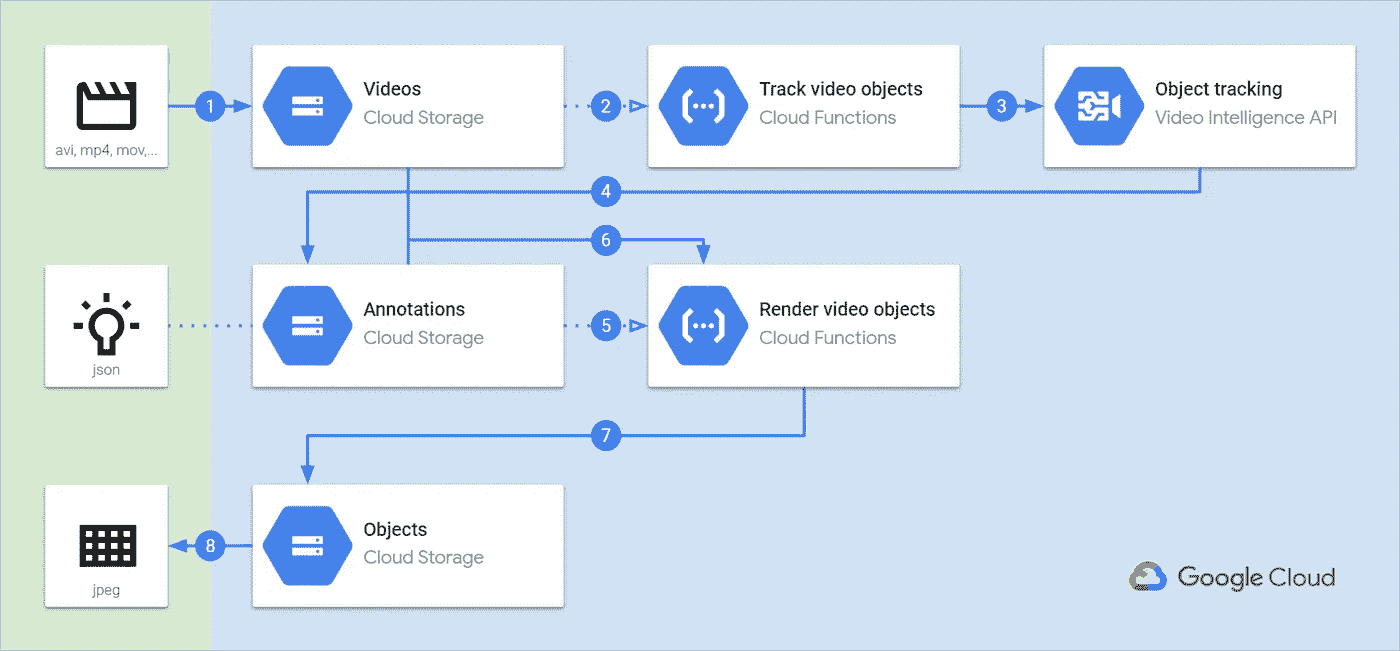 Videos
Cloud Storage
Track video objects
Cloud Functions
Object tracking
Video Intelligence API
avi, mp4, mov,...
1
2
3
4
6
Annotations
Cloud Storage
Render video objects
Cloud Functions
5
json
7
Objects
Cloud Storage
8
jpeg
Google Cloud